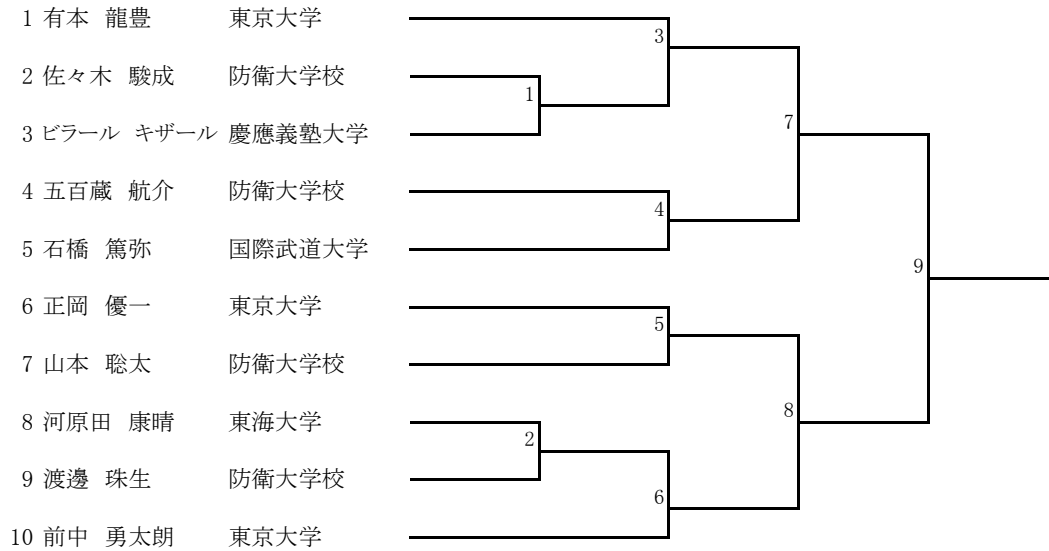 1 有本 龍豊 東京大学
3
2 佐々木 駿成 防衛大学校
1
3 ビラール キザール 慶應義塾大学
7
4 五百蔵 航介 防衛大学校
4
5 石橋 篤弥 国際武道大学
9
6 正岡 優一 東京大学
5
7 山本 聡太 防衛大学校
8 河原田 康晴 東海大学
8
2
9 渡邊 珠生 防衛大学校
6
10 前中 勇太朗 東京大学